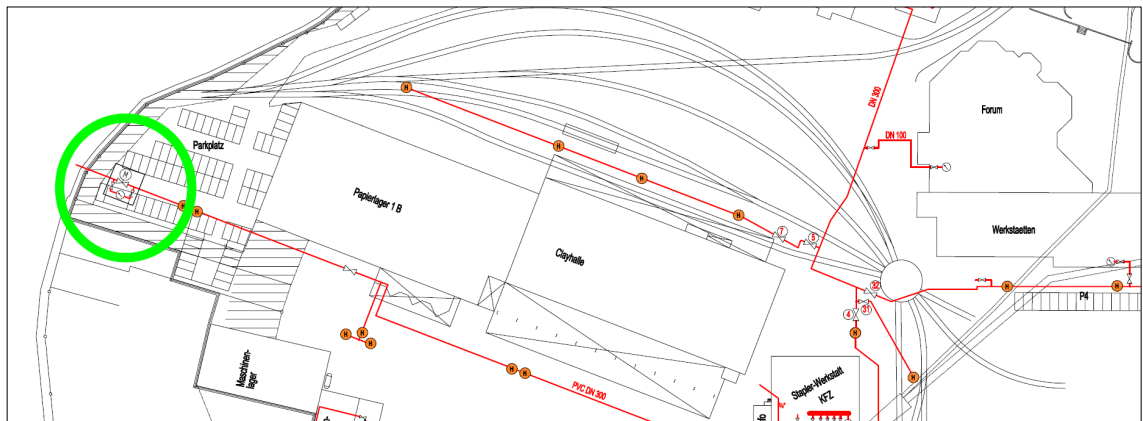 H
DN 300
Forum
DN 100
Parkplatz
H
M
H
Papierlager 1 B
H
H
H
H
7
5
Werkstaetten
Clayhalle
32
H
H
P4
4
31
H
H
H
H
Maschinen-
lager
H
H
PVC DN 300
H
Stapler-Werkstatt
KFZ